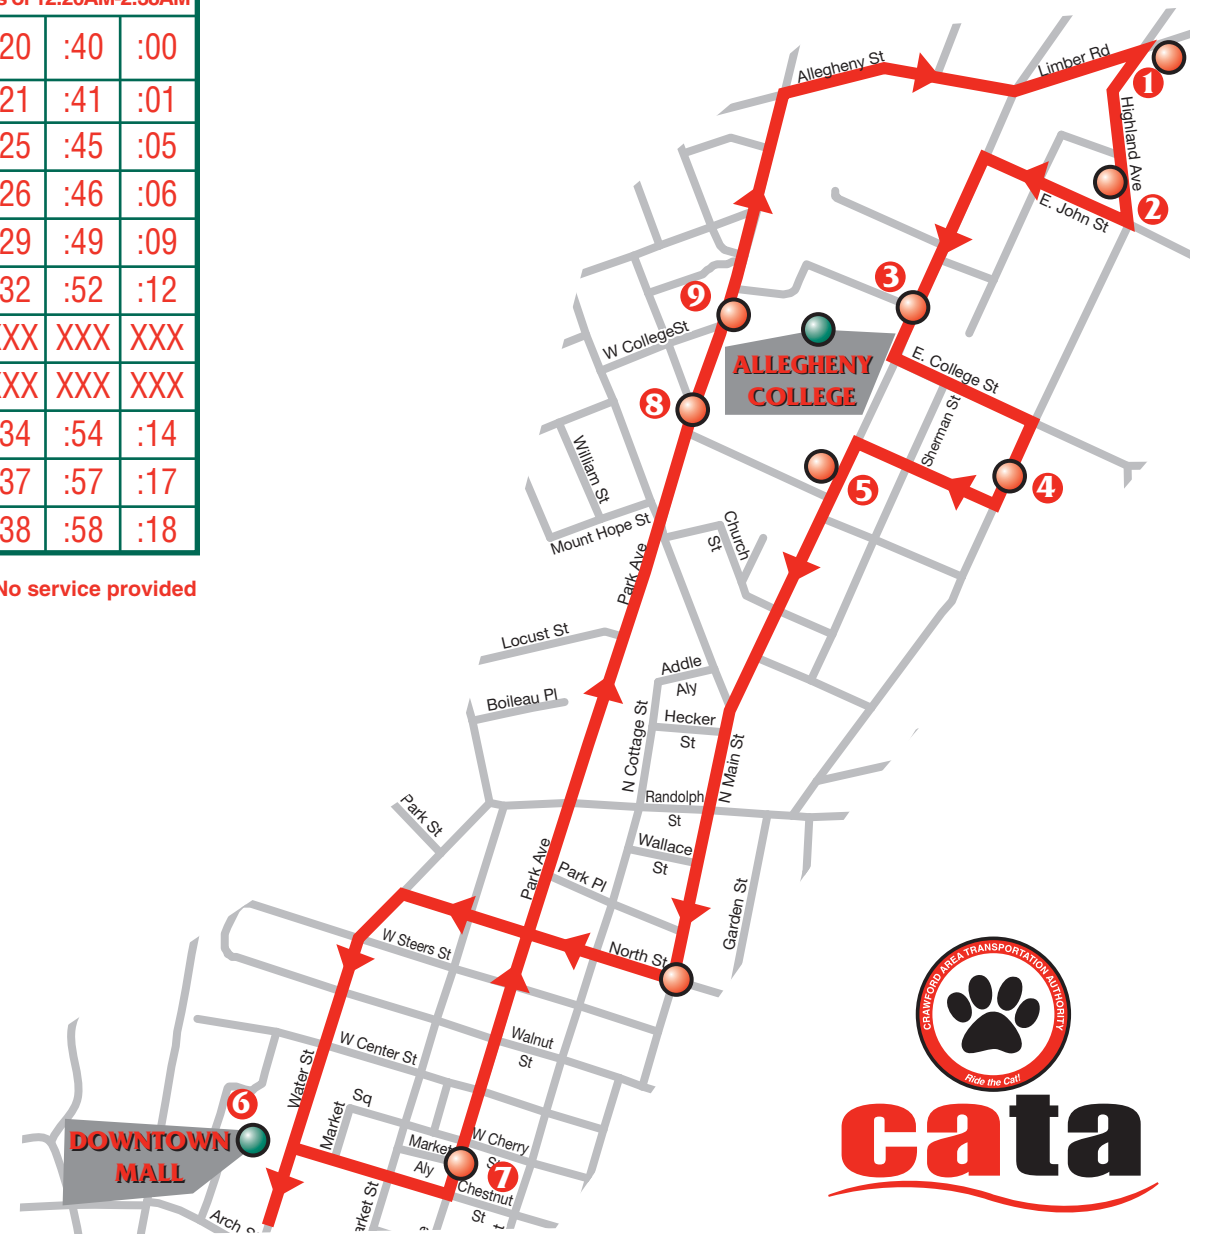 20 :40 :00
21 :41 :01
25 :45 :05
26 :46 :06
29 :49 :09
32 :52 :12
XX XXX XXX
XX XXX XXX
34 :54 :14
37 :57 :17
38 :58 :18
No service provided
Allegheny St
Limber Rd
1
Highland Ave
2
E. John St
3
9
W CollegeSt
ALLEGHENY
COLLEGE
E. College St
8
Sherman St
William St
5
4
Mount Hope St
Church
St
Park Ave
Locust St
Addle
Aly
Boileau Pl
Hecker
St
N Cottage St
N Main St
Randolph
St
Park St
Wallace
St
Park Ave
Park Pl
Garden St
W Steers St
North St
Walnut
St
W Center St
Water St
Market
Sq
6
DOWNTOWN
MALL
Market
Aly
W Cherry
7
Chestnut
St
Arch
CRAWFORD AREA TRANSPORTATION AUTHORITY
Ride the Cat!
cata